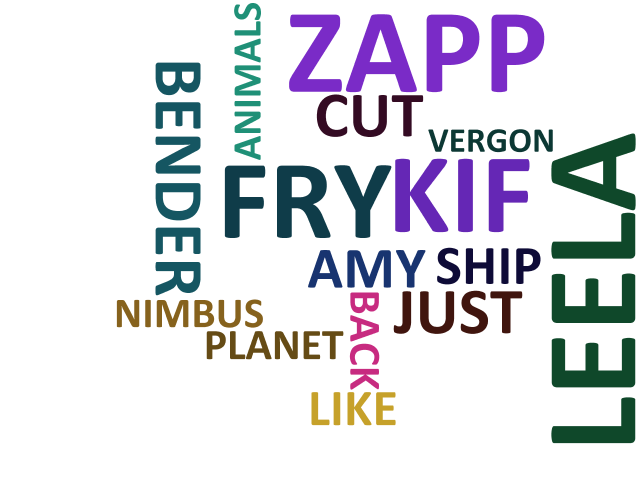 ZAPP
ANIMALS
BENDER
CUT
VERGON
LEELA
FRY
KIF
AMY
SHIP
NIMBUS
BACK
JUST
PLANET
LIKE